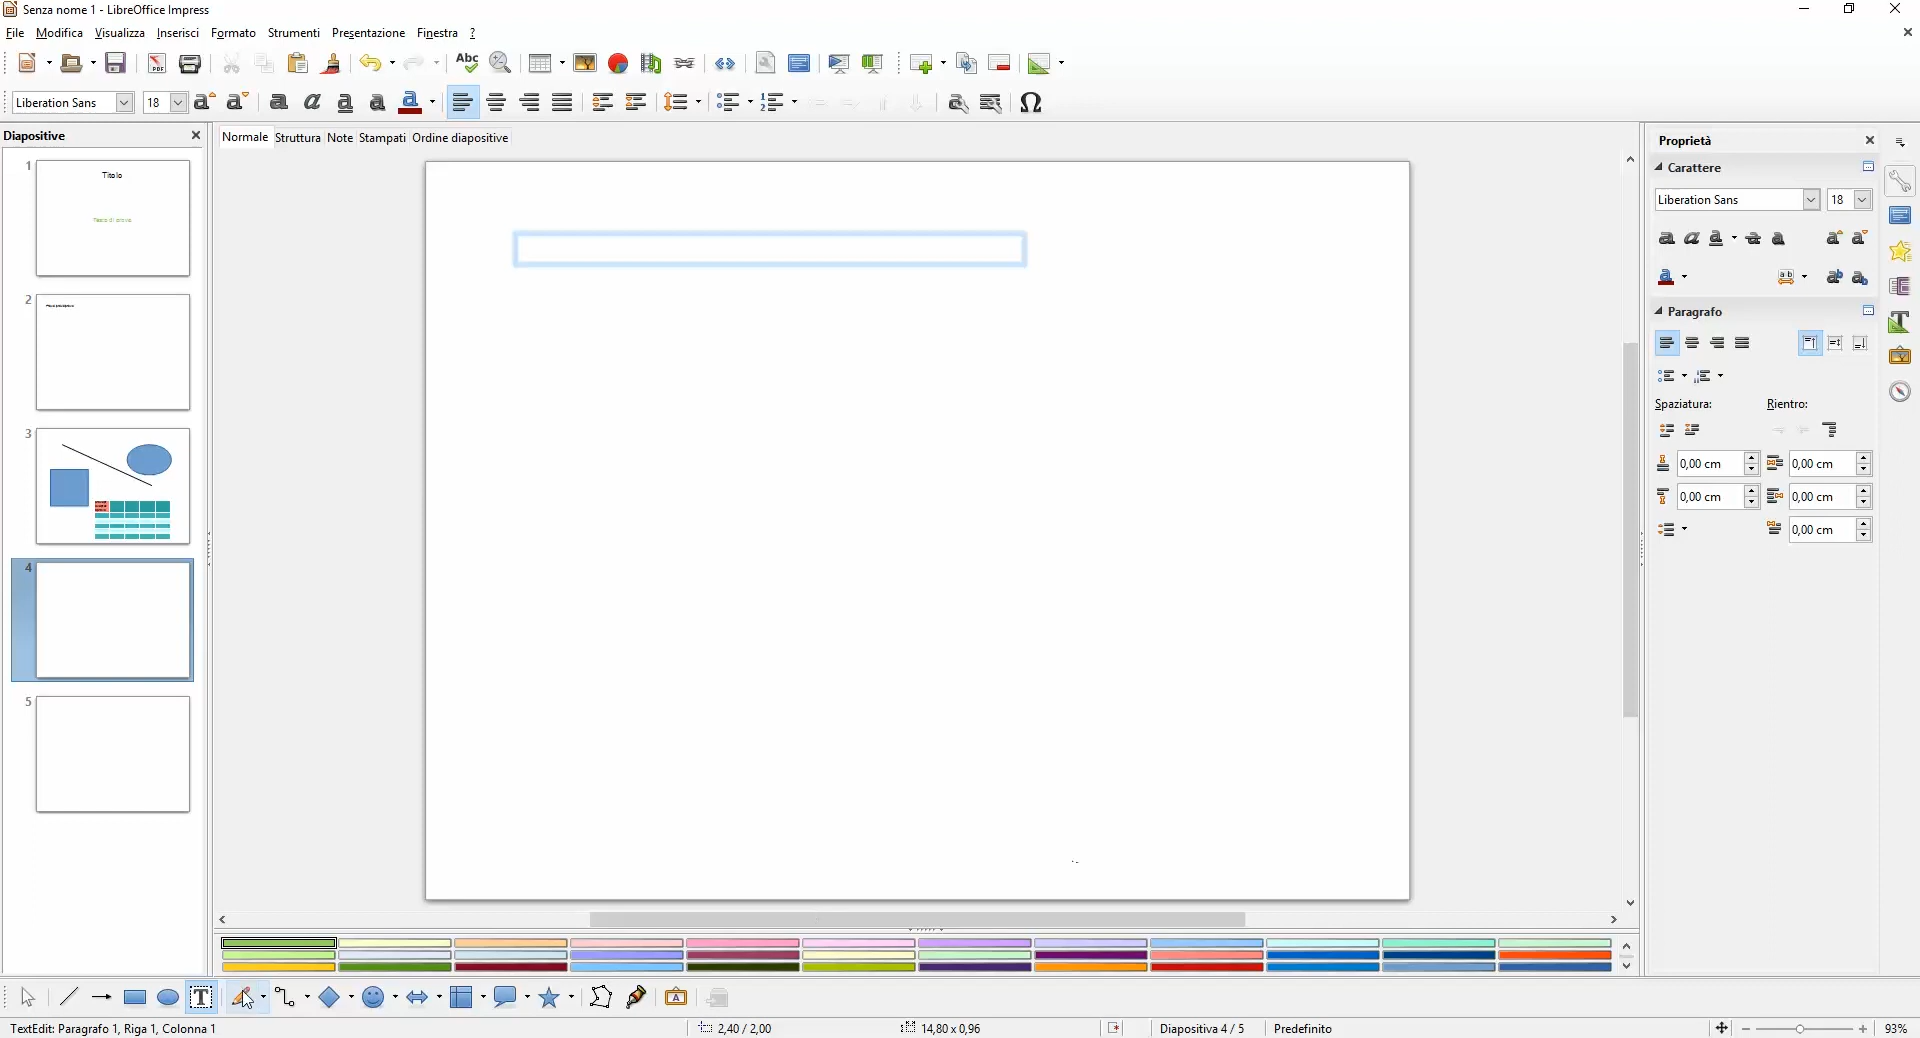 Senza nome 1 - LibreOffice Impress
File Modifica Visualizza Inserisci Formato Strumenti Presentazione Finestra ?
PDF Abc
Liberation Sans 18 a a a a a a a Ω
Diapositive
Normale Struttura Note Stampati Ordine diapositive
1
Titolo
2
3
4
5
Proprietà
Carattere
Liberation Sans 18
Paragrafo
Spaziatura: Rientro:
0,00 cm 0,00 cm
0,00 cm 0,00 cm
0,00 cm
TextEdit: Paragrafo 1, Riga 1, Colonna 1 2,40 / 2,00 14,80 x 0,96 Diapositiva 4 / 5 Predefinito 93%